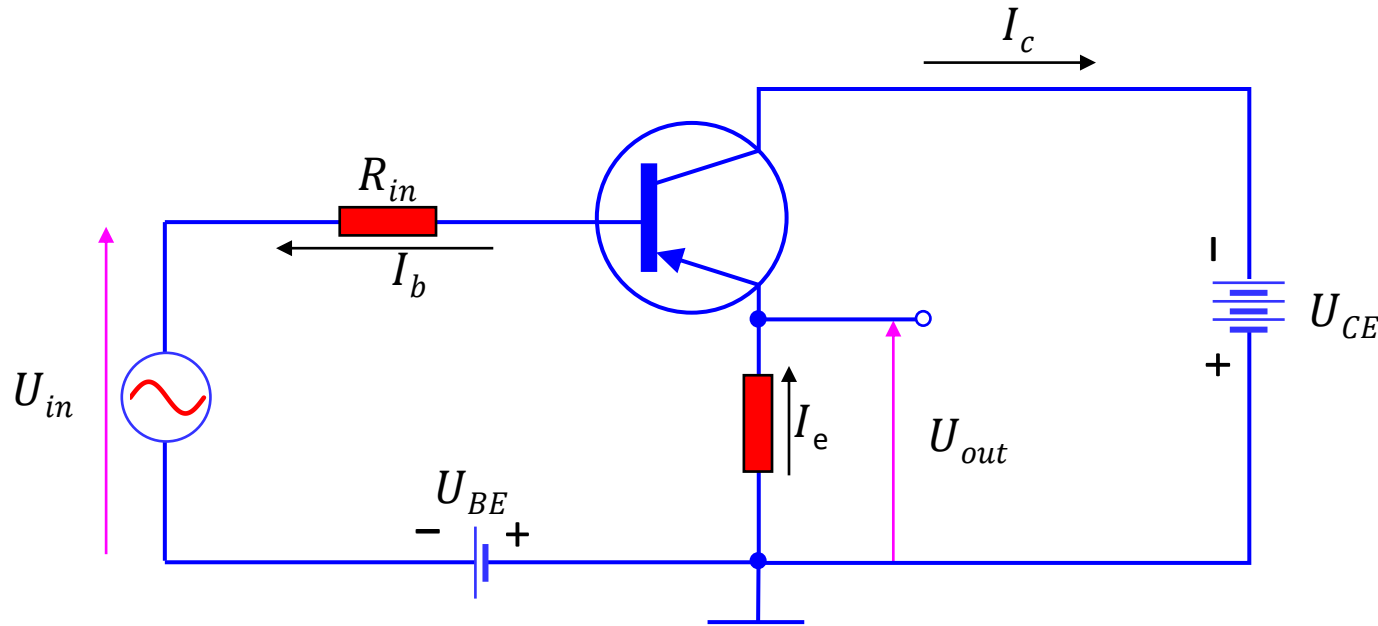 I_c
R_in
I_b
U_in
U_BE
− +
I_e
U_out
−
+
U_CE